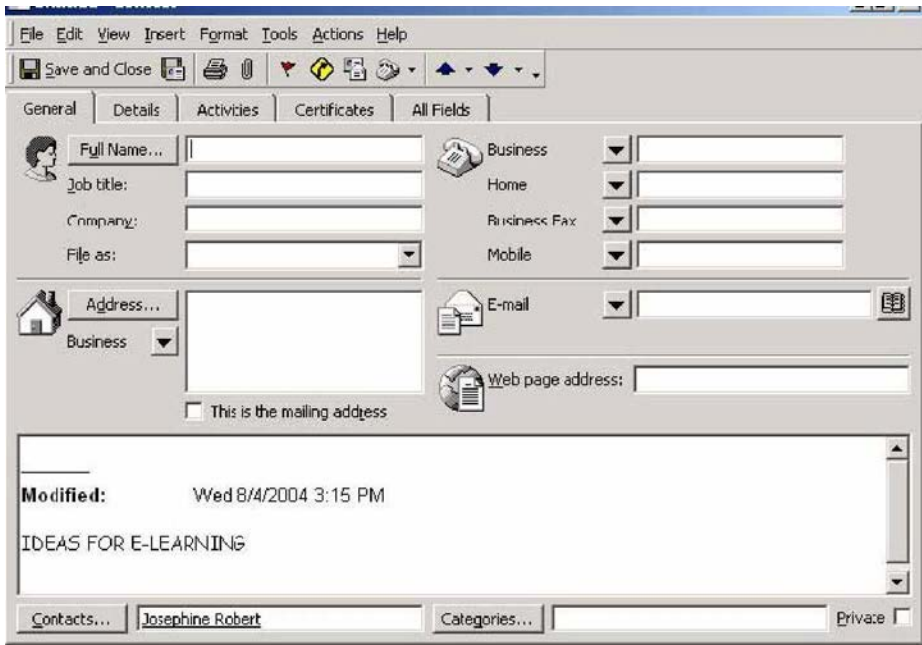 File Edit View Insert Format Tools Actions Help
Save and Close
General Details Activities Certificates All Fields
Full Name... Business
Job title: Home
Company: Business Fax
File as: Mobile
Address... E-mail
Business
Web page address:
This is the mailing address
Modified: Wed 8/4/2004 3:15 PM
IDEAS FOR E-LEARNING
Contacts... Josephine Robert Categories... Private